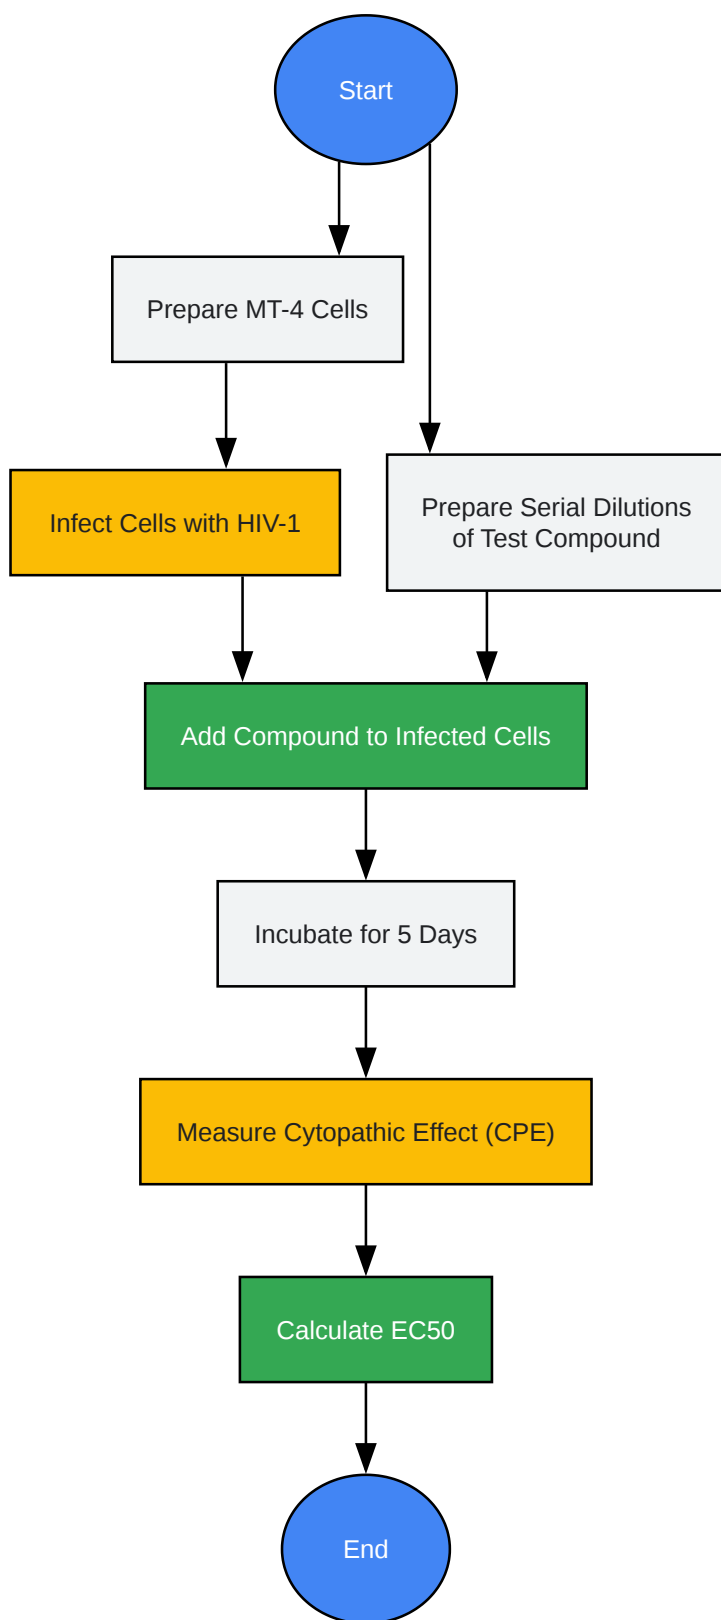 Start
Prepare MT-4 Cells
Infect Cells with HIV-1
Prepare Serial Dilutions
of Test Compound
Add Compound to Infected Cells
Incubate for 5 Days
Measure Cytopathic Effect (CPE)
Calculate EC50
End